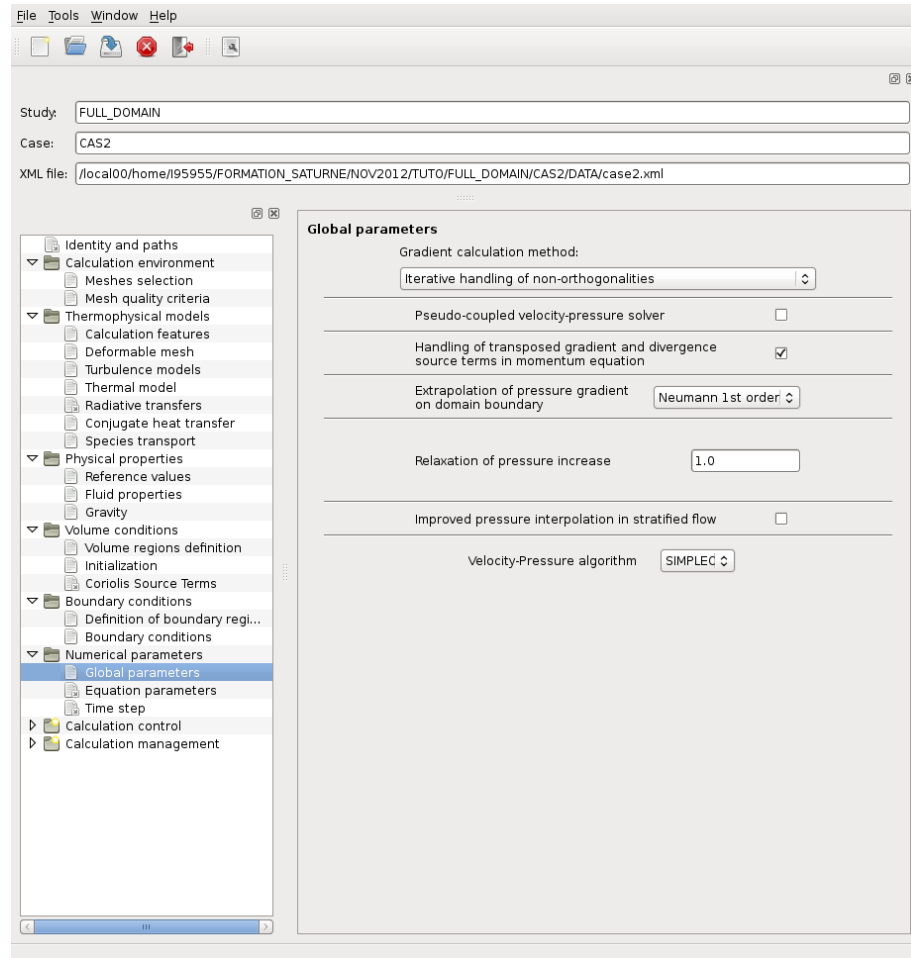 File Tools Window Help
Study: FULL_DOMAIN
Case: CAS2
XML file: /local00/home/I95955/FORMATION_SATURNE/NOV2012/TUTO/FULL_DOMAIN/CAS2/DATA/case2.xml
Identity and paths
Calculation environment
Meshes selection
Mesh quality criteria
Thermophysical models
Calculation features
Deformable mesh
Turbulence models
Thermal model
Radiative transfers
Conjugate heat transfer
Species transport
Physical properties
Reference values
Fluid properties
Gravity
Volume conditions
Volume regions definition
Initialization
Coriolis Source Terms
Boundary conditions
Definition of boundary regi...
Boundary conditions
Numerical parameters
Global parameters
Equation parameters
Time step
Calculation control
Calculation management
Global parameters
Gradient calculation method:
Iterative handling of non-orthogonalities
Pseudo-coupled velocity-pressure solver
Handling of transposed gradient and divergence
source terms in momentum equation
Extrapolation of pressure gradient
on domain boundary
Neumann 1st order
Relaxation of pressure increase 1.0
Improved pressure interpolation in stratified flow
Velocity-Pressure algorithm SIMPLEC